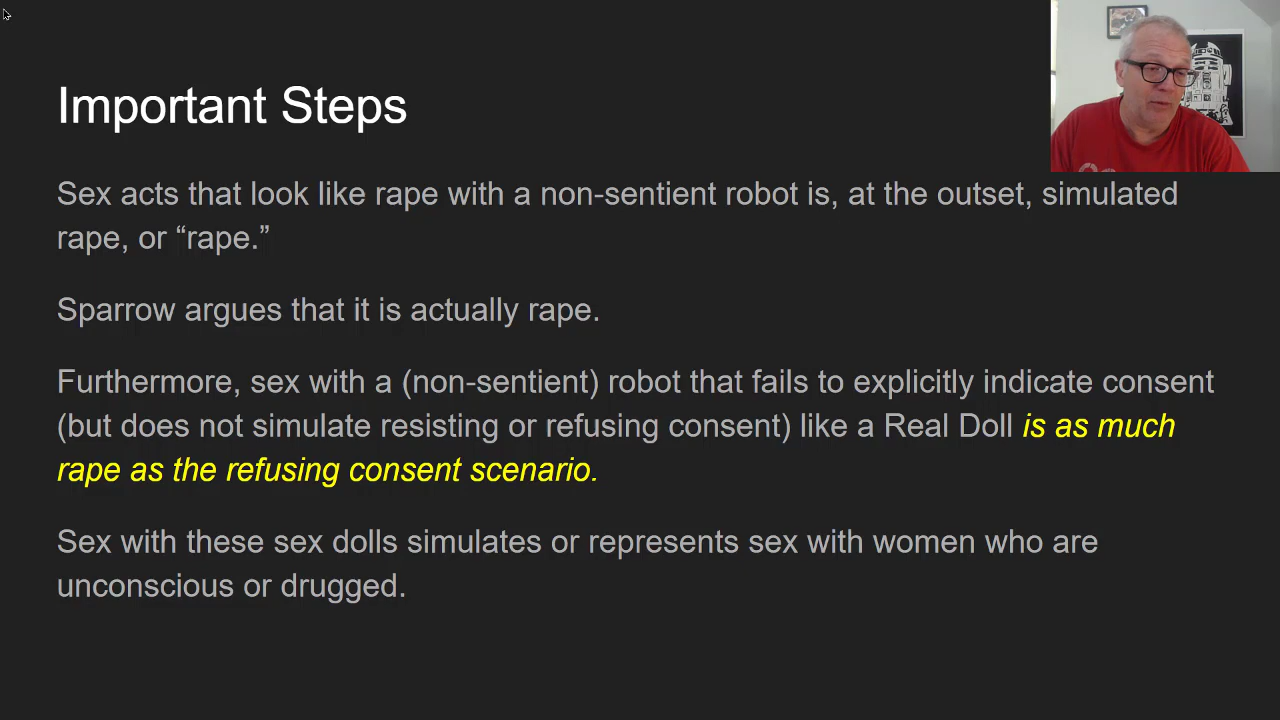 Important Steps
Sex acts that look like rape with a non-sentient robot is, at the outset, simulated
rape, or “rape.”
Sparrow argues that it is actually rape.
Furthermore, sex with a (non-sentient) robot that fails to explicitly indicate consent
(but does not simulate resisting or refusing consent) like a Real Doll is as much
rape as the refusing consent scenario.
Sex with these sex dolls simulates or represents sex with women who are
unconscious or drugged.